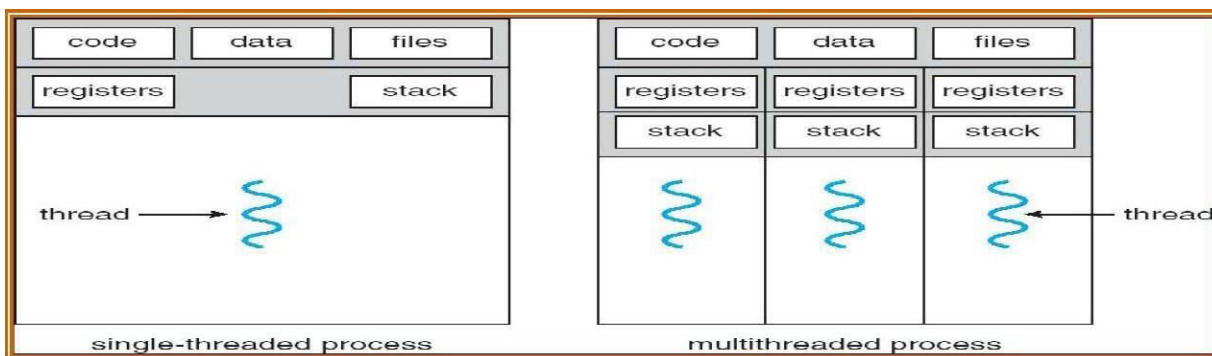 code data files
registers stack
thread
single-threaded process
code data files
registers registers registers
stack stack stack
thread
multithreaded process